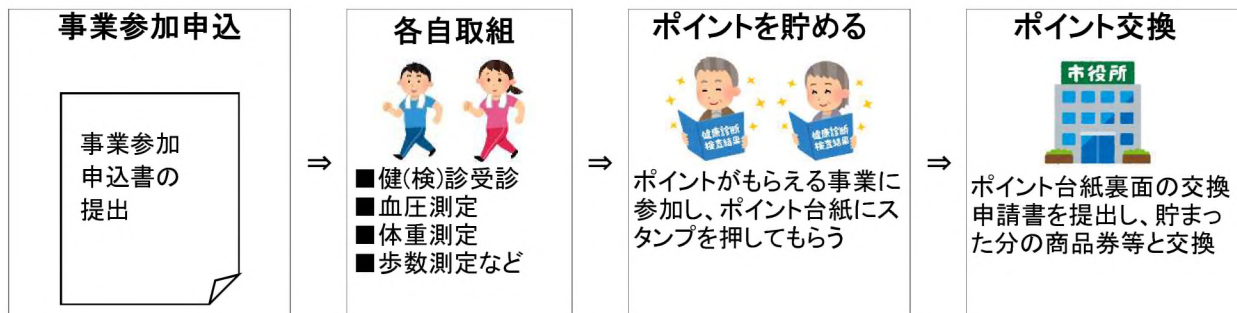 事業参加申込
事業参加
申込書の
提出
⇒
各自取組
■健(検)診受診
■血圧測定
■体重測定
■歩数測定など
⇒
ポイントを貯める
健康診断
検査結果
健康診断
検査結果
ポイントがもらえる事業に
参加し、ポイント台紙にス
タンプを押してもらう
⇒
ポイント交換
市役所
ポイント台紙裏面の交換
申請書を提出し、貯まっ
た分の商品券等と交換